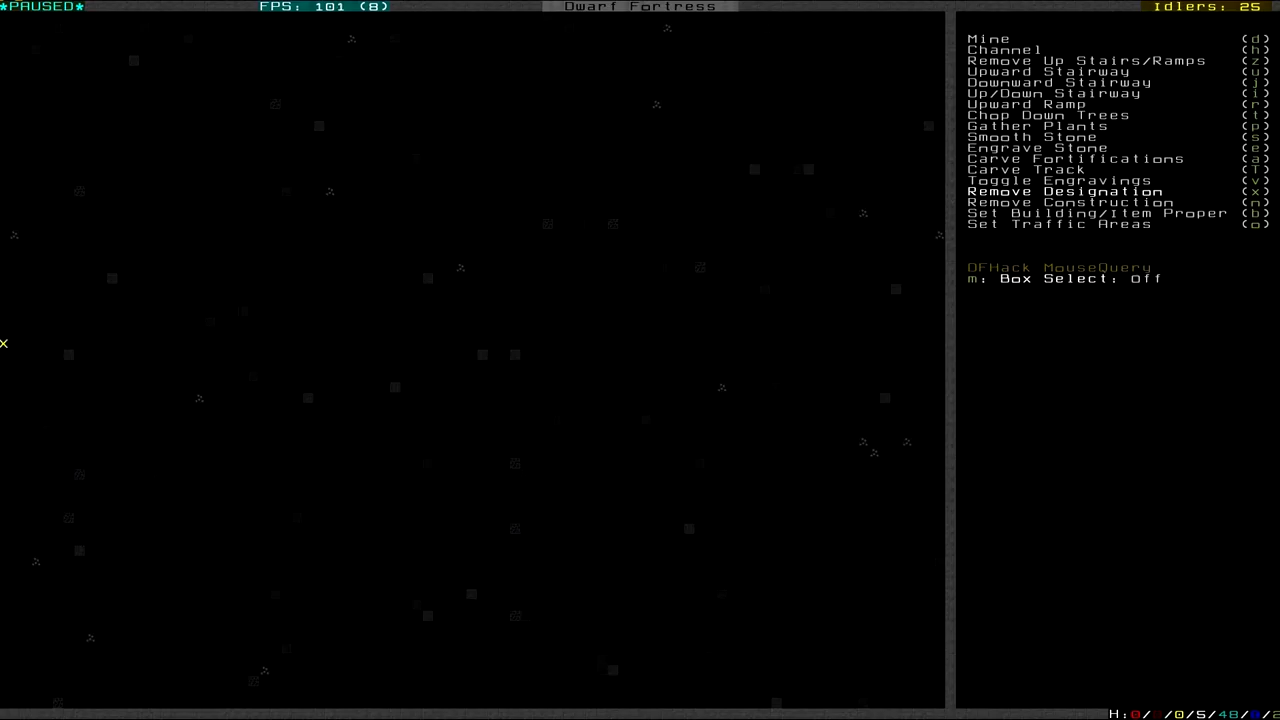 *PAUSED* FPS: 101 (8) Dwarf Fortress Idlers: 25
Mine (d)
Channel (h)
Remove Up Stairs/Ramps (z)
Upward Stairway (u)
Downward Stairway (j)
Up/Down Stairway (i)
Upward Ramp (r)
Chop Down Trees (t)
Gather Plants (p)
Smooth Stone (s)
Engrave Stone (e)
Carve Fortifications (a)
Carve Track (T)
Toggle Engravings (v)
Remove Designation (x)
Remove Construction (n)
Set Building/Item Proper (b)
Set Traffic Areas (o)
DFHack MouseQuery
m: Box Select: Off
X